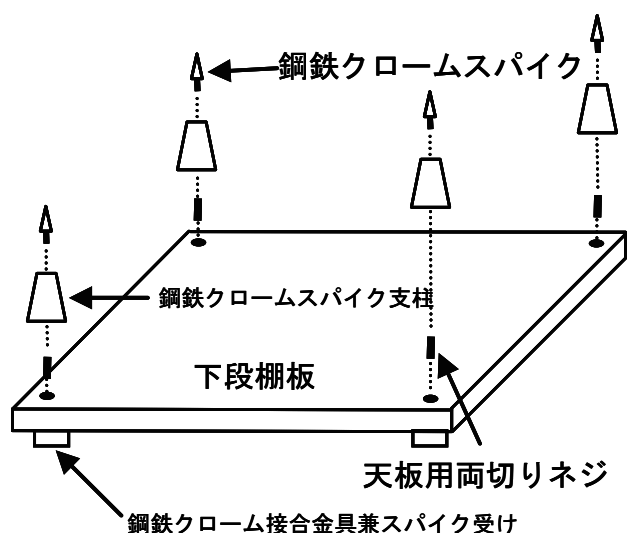 鋼鉄クロームスパイク
鋼鉄クロームスパイク支柱
下段棚板
天板用両切りネジ
鋼鉄クローム接合金具兼スパイク受け